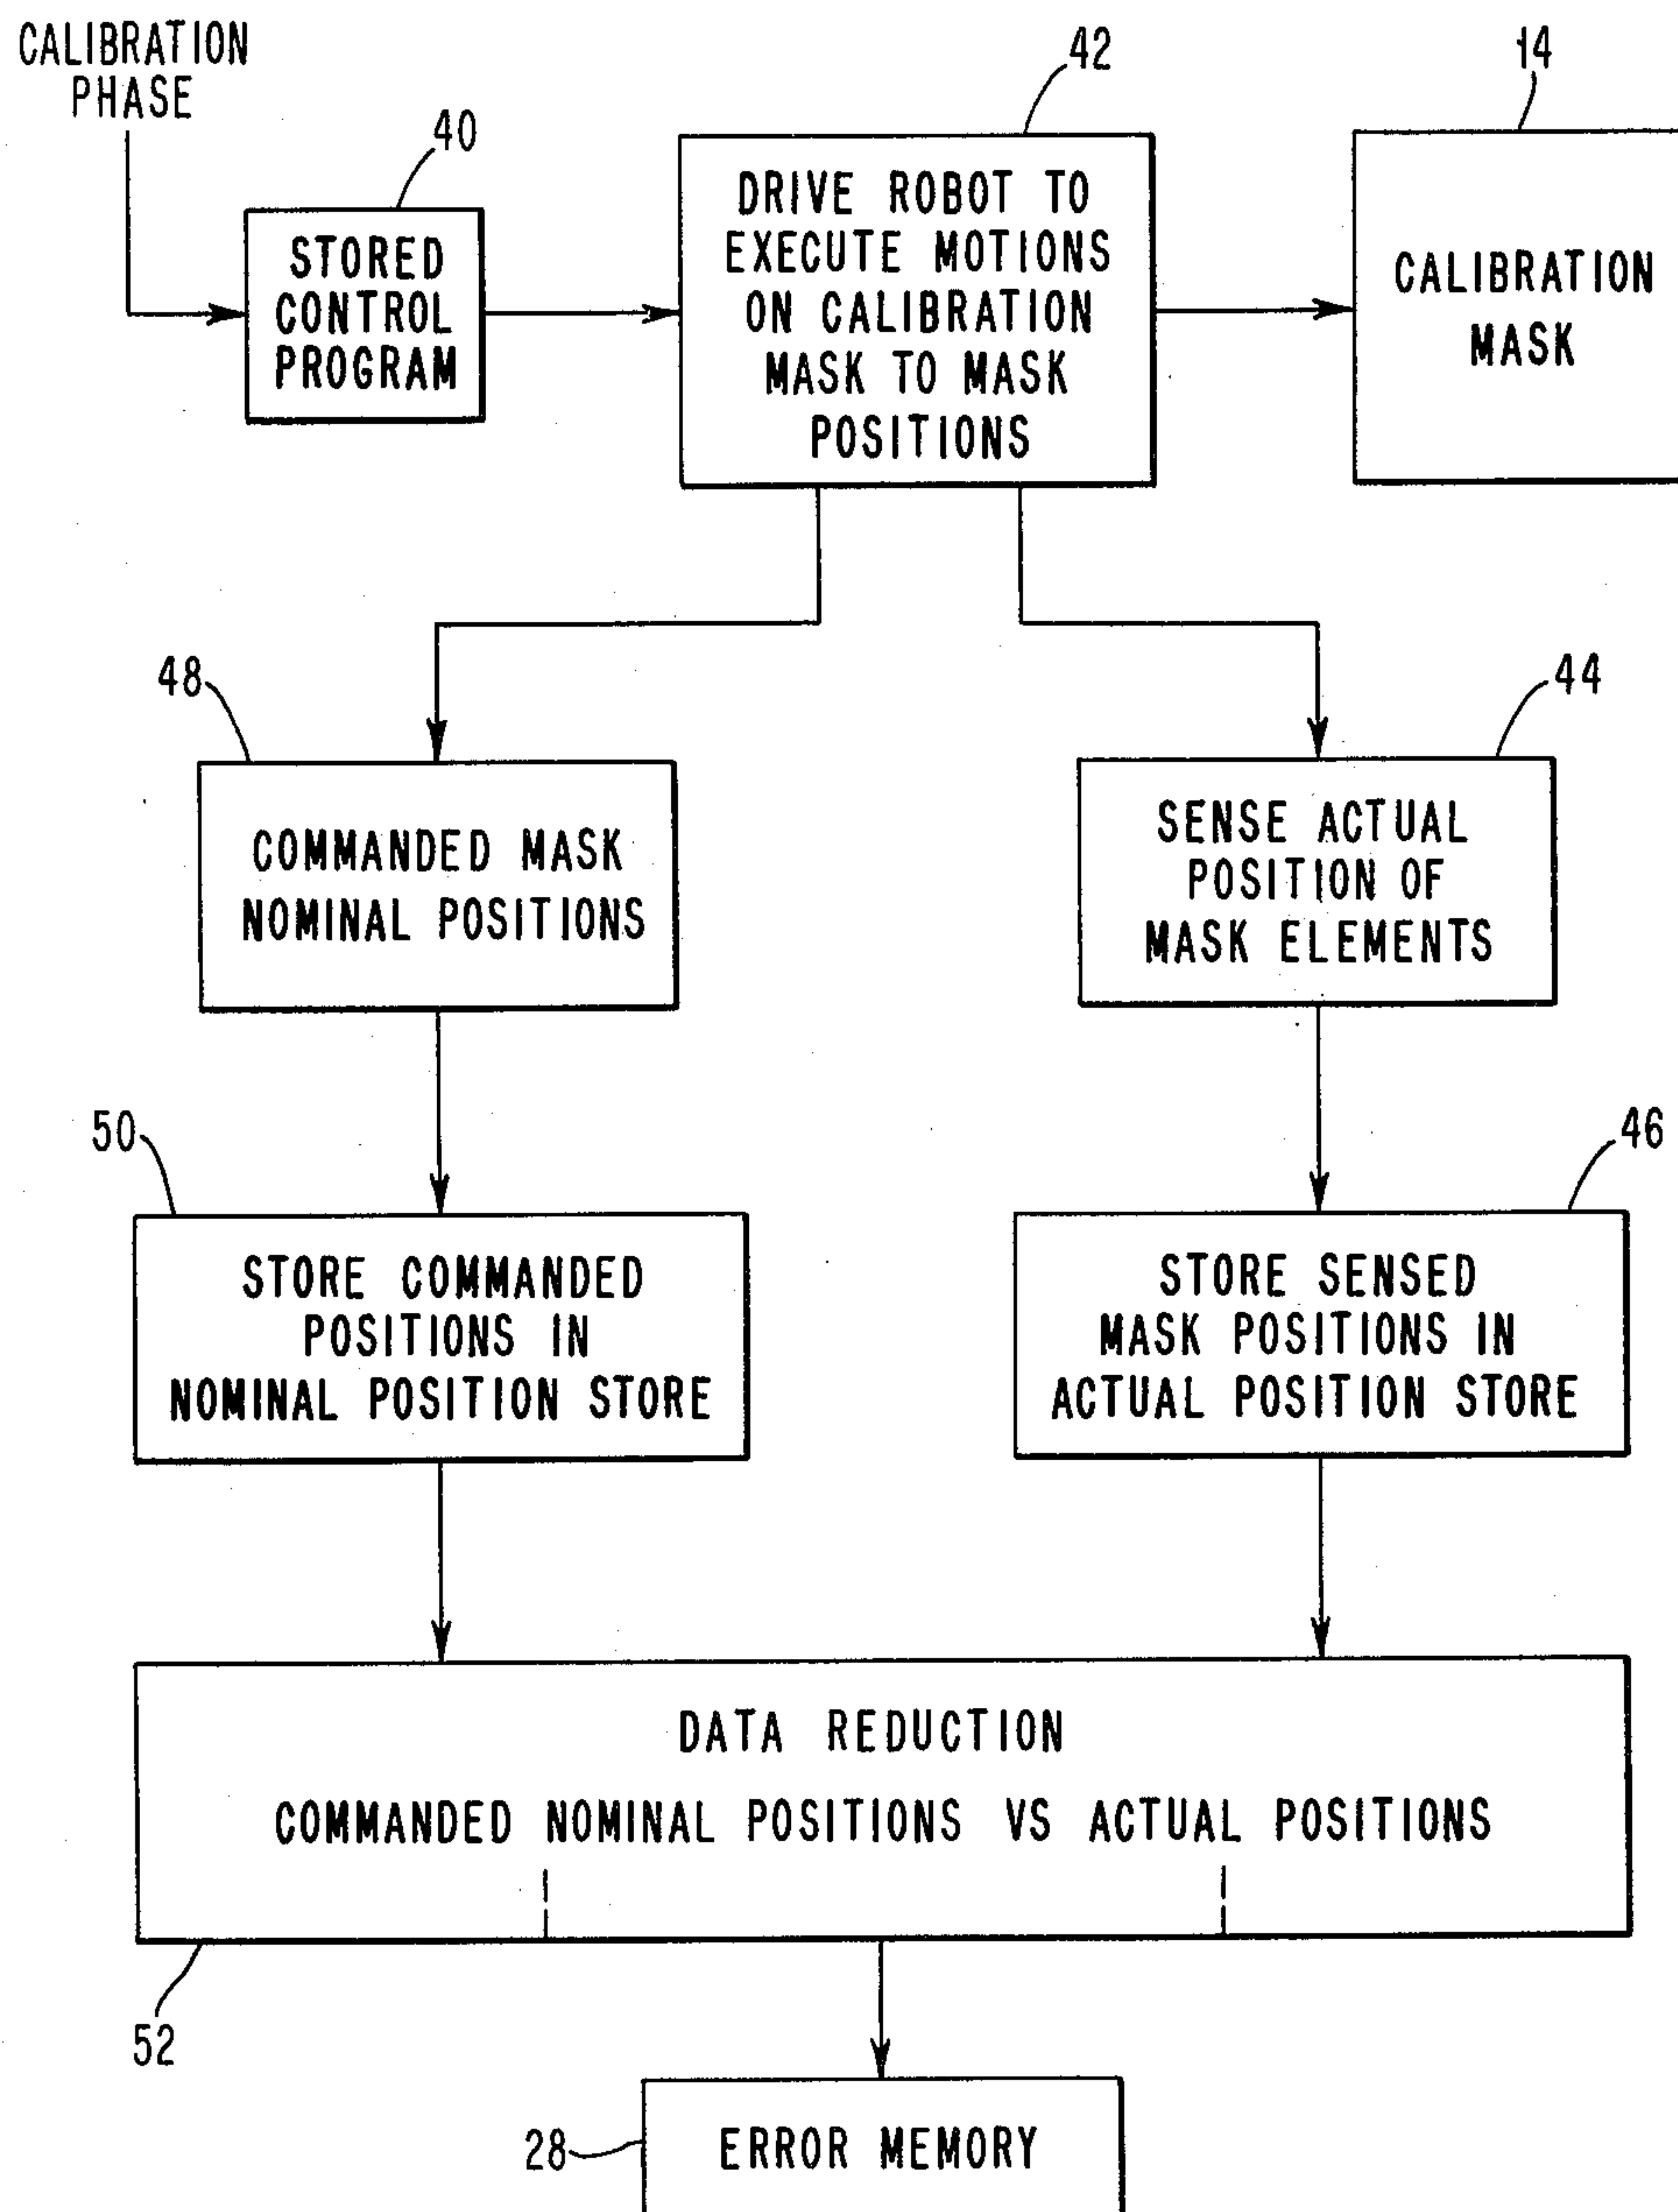 CALIBRATION
PHASE
40
STORED
CONTROL
PROGRAM
42
DRIVE ROBOT TO
EXECUTE MOTIONS
ON CALIBRATION
MASK TO MASK
POSITIONS
14
CALIBRATION
MASK
48
COMMANDED MASK
NOMINAL POSITIONS
44
SENSE ACTUAL
POSITION OF
MASK ELEMENTS
50
STORE COMMANDED
POSITIONS IN
NOMINAL POSITION STORE
46
STORE SENSED
MASK POSITIONS IN
ACTUAL POSITION STORE
DATA REDUCTION
COMMANDED NOMINAL POSITIONS VS ACTUAL POSITIONS
52
28
ERROR MEMORY